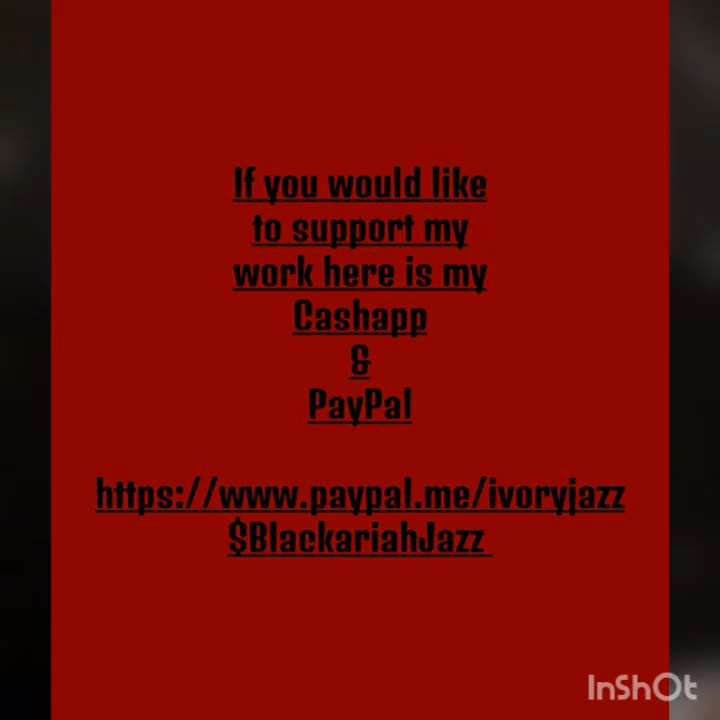 If you would like
to support my
work here is my
Cashapp
&
PayPal
https://www.paypal.me/ivoryjazz
$BlackariahJazz
InShOt